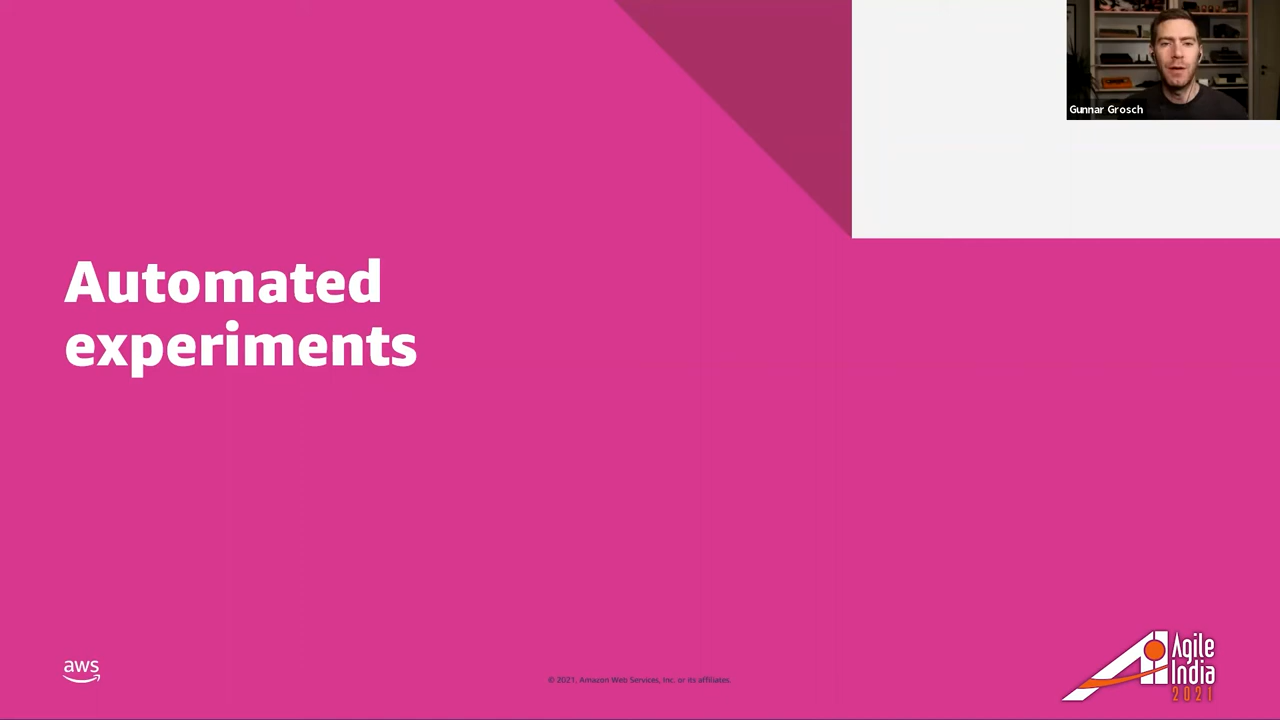 Gunnar Grosch
Automated
experiments
aws
© 2021, Amazon Web Services, Inc. or its affiliates.
Agile
India
2021